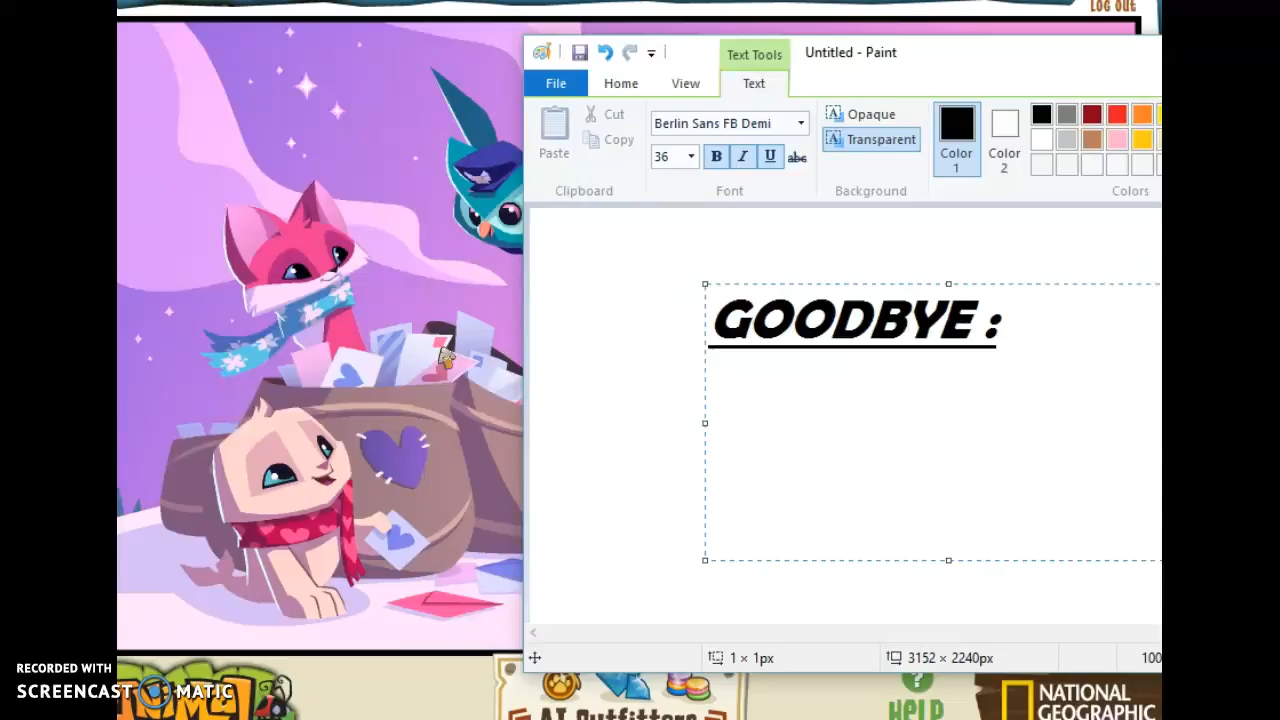 LOG OUT
Text Tools
Untitled - Paint
File
Home
View
Text
Paste
Cut
Copy
Clipboard
Berlin Sans FB Demi
36
B
I
U
abc
Font
Opaque
Transparent
Background
Color 1
Color 2
Colors
GOODBYE :
1 × 1px
3152 × 2240px
100
RECORDED WITH
SCREENCAST MATIC
AJ Outfitters
HELP
NATIONAL
GEOGRAPHIC